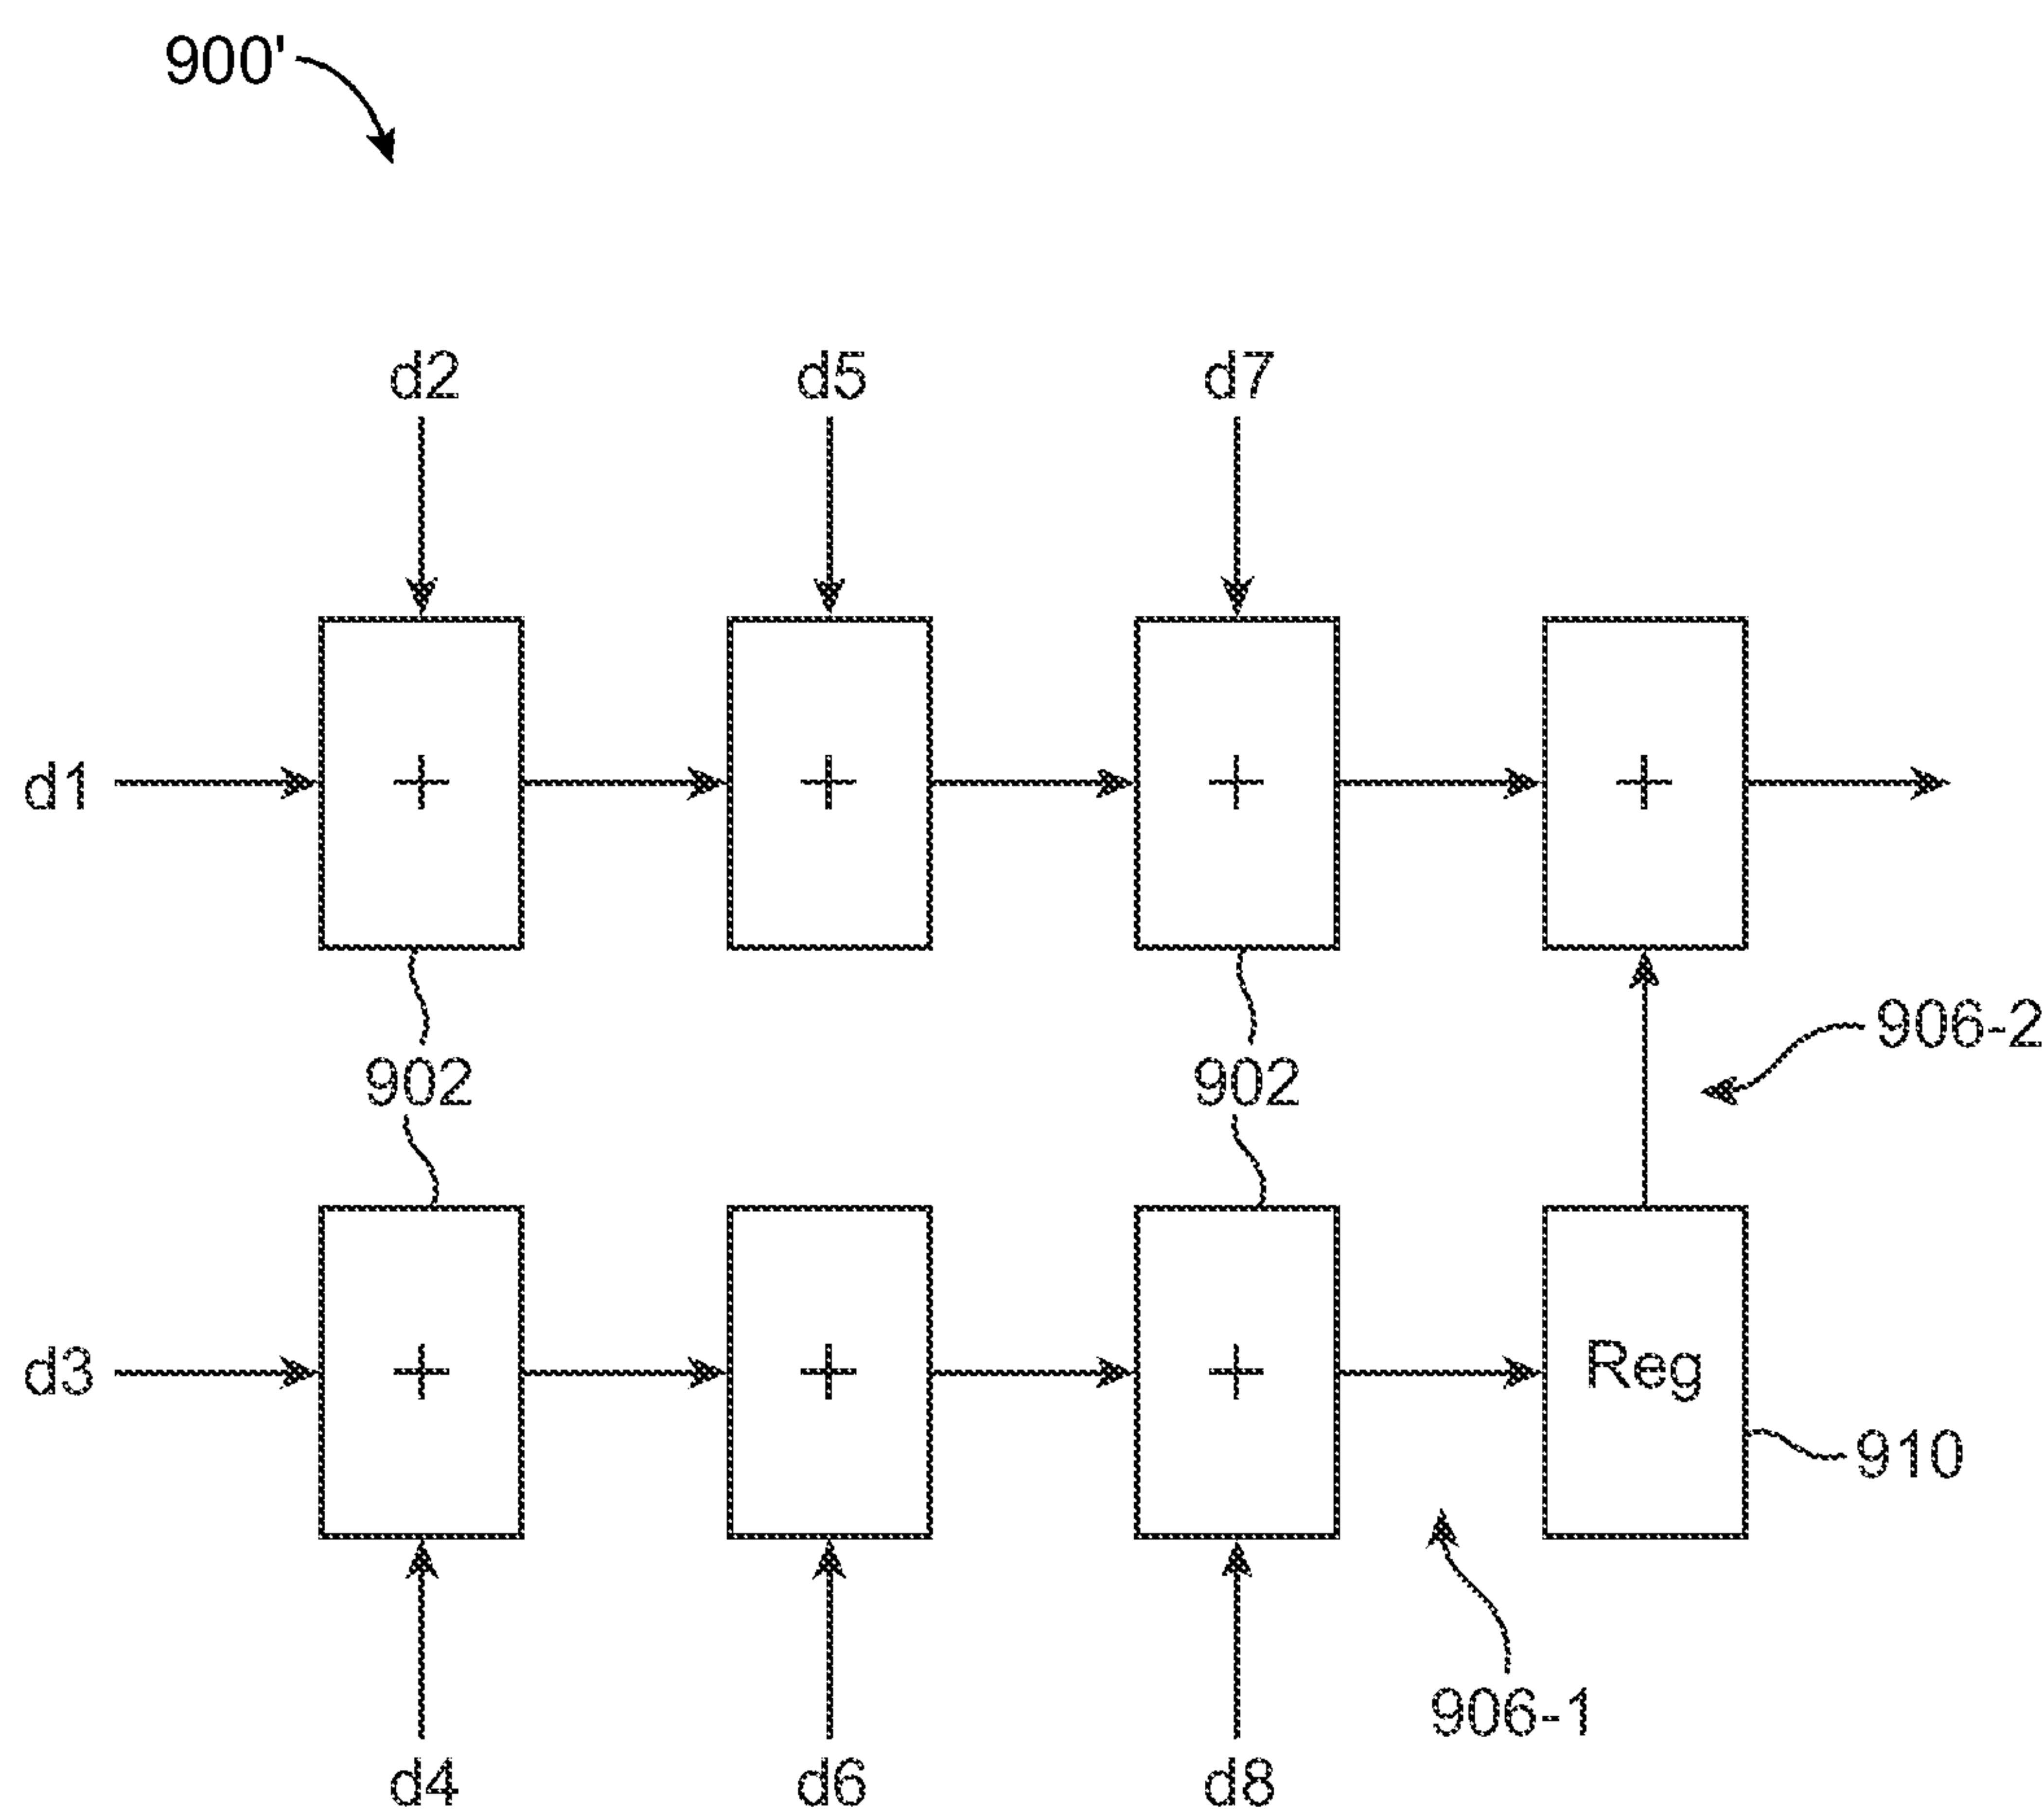 900'
d2 d5 d7
d1 + + + +
906-2
902 902
d3 + + + Reg
910
906-1
d4 d6 d8